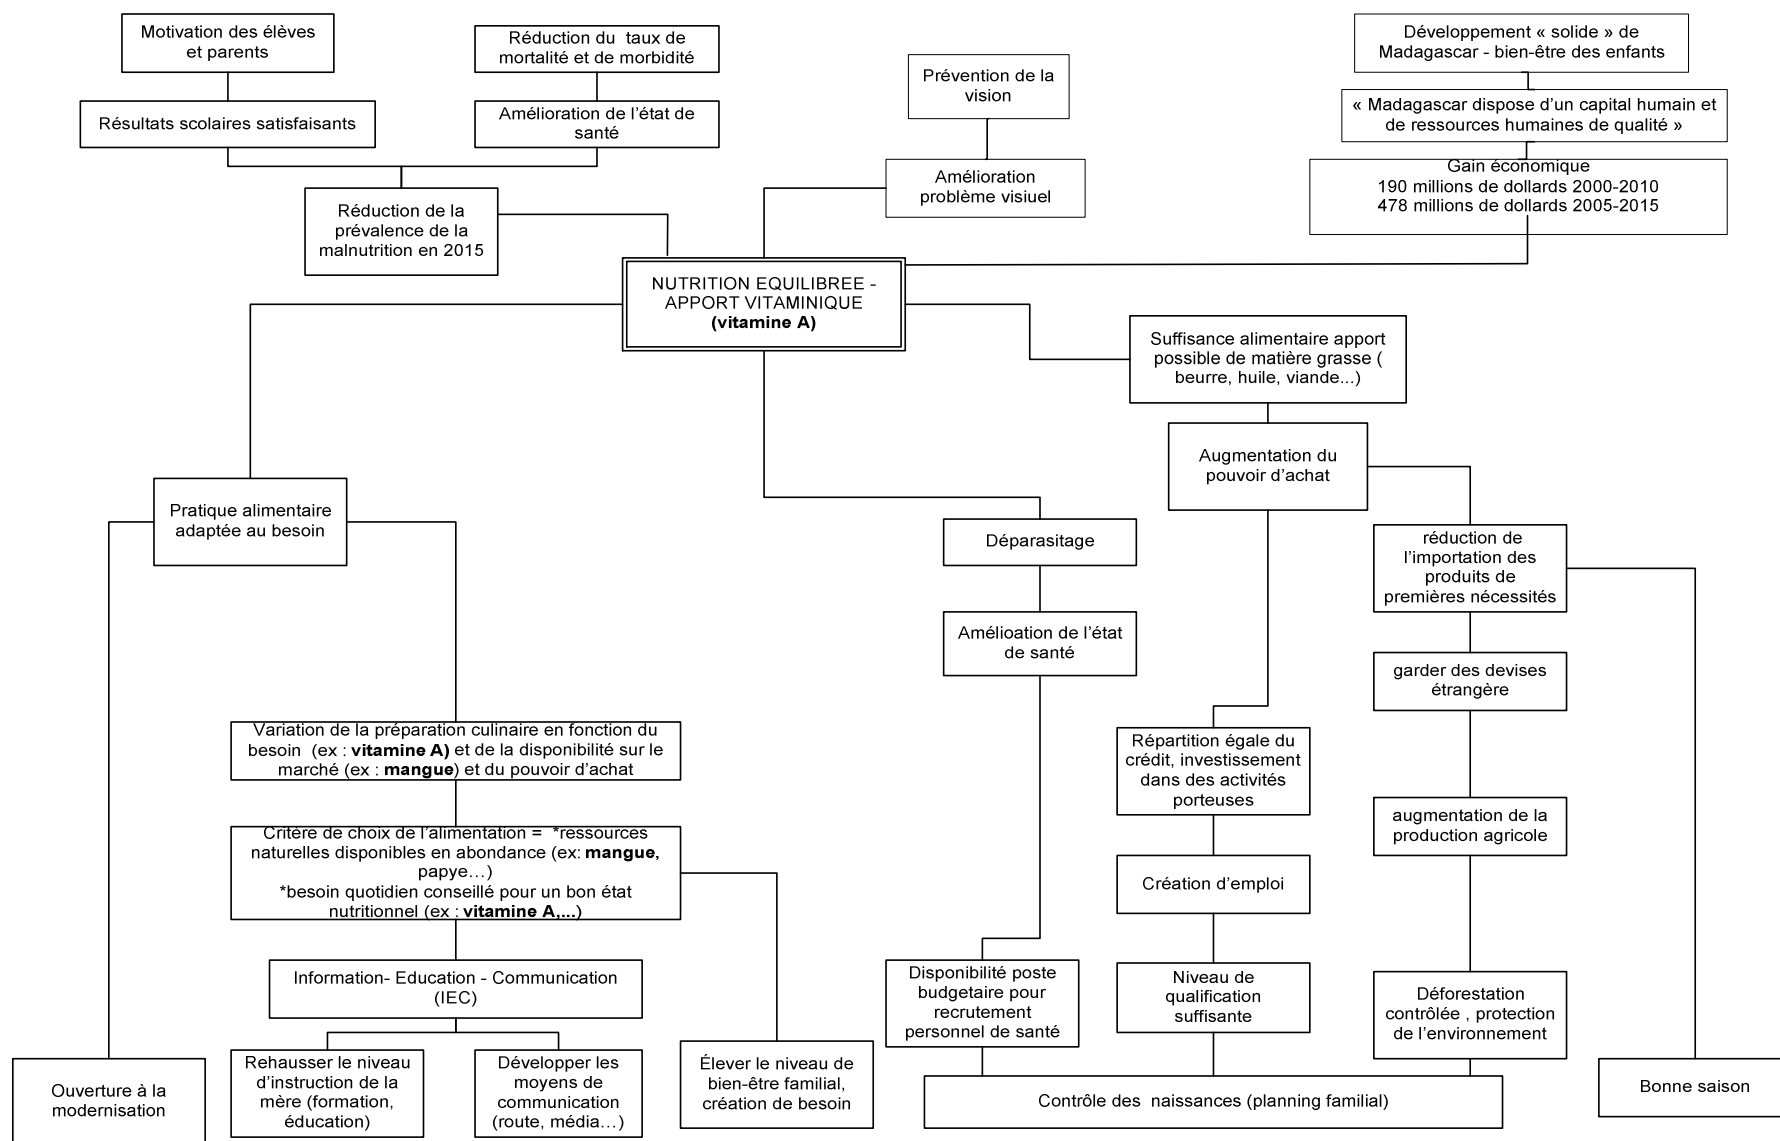 Motivation des élèves
et parents
Réduction du taux de
mortalité et de morbidité
Prévention de la
vision
Développement « solide » de
Madagascar - bien-être des enfants
Résultats scolaires satisfaisants
Amélioration de l'état de
santé
« Madagascar dispose d'un capital humain et
de ressources humaines de qualité »
Amélioration
problème visiuel
Gain économique
190 millions de dollards 2000-2010
478 millions de dollards 2005-2015
Réduction de la
prévalence de la
malnutrition en 2015
NUTRITION EQUILIBREE -
APPORT VITAMINIQUE
(vitamine A)
Suffisance alimentaire apport
possible de matière grasse (
beurre, huile, viande...)
Augmentation du
pouvoir d'achat
Pratique alimentaire
adaptée au besoin
Déparasitage
réduction de
l'importation des
produits de
premières nécessités
Amélioation de l'état
de santé
garder des devises
étrangère
Variation de la préparation culinaire en fonction du
besoin (ex : vitamine A) et de la disponibilité sur le
marché (ex : mangue) et du pouvoir d'achat
Répartition égale du
crédit, investissement
dans des activités
porteuses
augmentation de la
production agricole
Critère de choix de l'alimentation = *ressources
naturelles disponibles en abondance (ex: mangue,
papye…)
*besoin quotidien conseillé pour un bon état
nutritionnel (ex : vitamine A,...)
Création d'emploi
Information- Education - Communication
(IEC)
Disponibilité poste
budgetaire pour
recrutement
personnel de santé
Niveau de
qualification
suffisante
Déforestation
contrôlée , protection
de l'environnement
Ouverture à la
modernisation
Rehausser le niveau
d'instruction de la
mère (formation,
éducation)
Développer les
moyens de
communication
(route, média…)
Élever le niveau de
bien-être familial,
création de besoin
Contrôle des naissances (planning familial)
Bonne saison